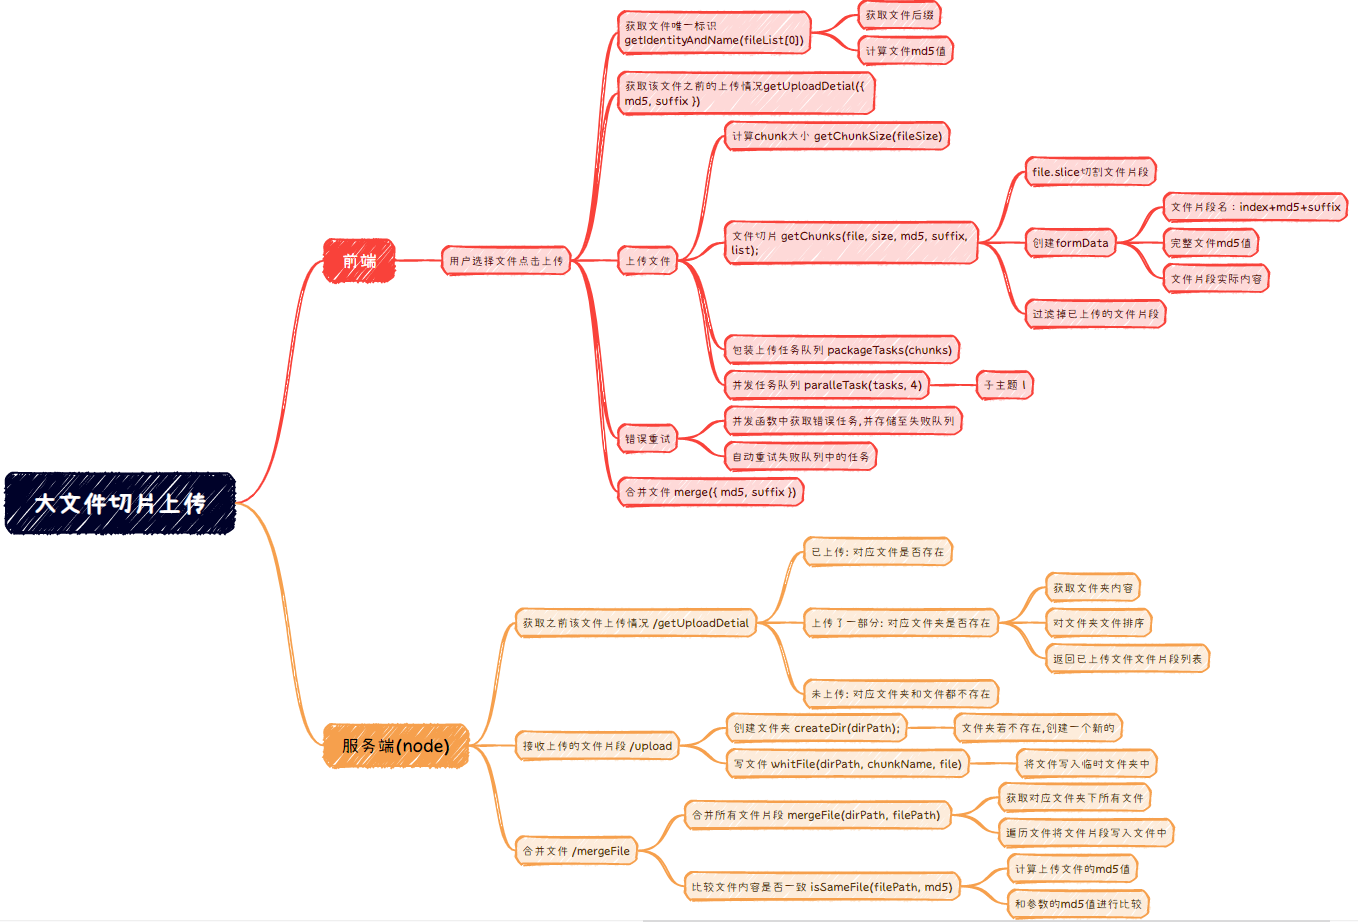 大文件切片上传
前端
用户选择文件点击上传
获取文件唯一标识
getIdentityAndName(fileList[0])
获取文件后缀
计算文件md5值
获取该文件之前的上传情况getUploadDetial({
md5, suffix })
上传文件
计算chunk大小 getChunkSize(fileSize)
文件切片 getChunks(file, size, md5, suffix,
list);
file.slice切割文件片段
创建formData
文件片段名：index+md5+suffix
完整文件md5值
文件片段实际内容
过滤掉已上传的文件片段
包装上传任务队列 packageTasks(chunks)
并发任务队列 paralleTask(tasks, 4)
子主题 1
错误重试
并发函数中获取错误任务,并存储至失败队列
自动重试失败队列中的任务
合并文件 merge({ md5, suffix })
服务端(node)
获取之前该文件上传情况 /getUploadDetial
已上传: 对应文件是否存在
上传了一部分: 对应文件夹是否存在
获取文件夹内容
对文件夹文件排序
返回已上传文件文件片段列表
未上传: 对应文件夹和文件都不存在
接收上传的文件片段 /upload
创建文件夹 createDir(dirPath);
文件夹若不存在,创建一个新的
写文件 whitFile(dirPath, chunkName, file)
将文件写入临时文件夹中
合并文件 /mergeFile
合并所有文件片段 mergeFile(dirPath, filePath)
获取对应文件夹下所有文件
遍历文件将文件片段写入文件中
比较文件内容是否一致 isSameFile(filePath, md5)
计算上传文件的md5值
和参数的md5值进行比较